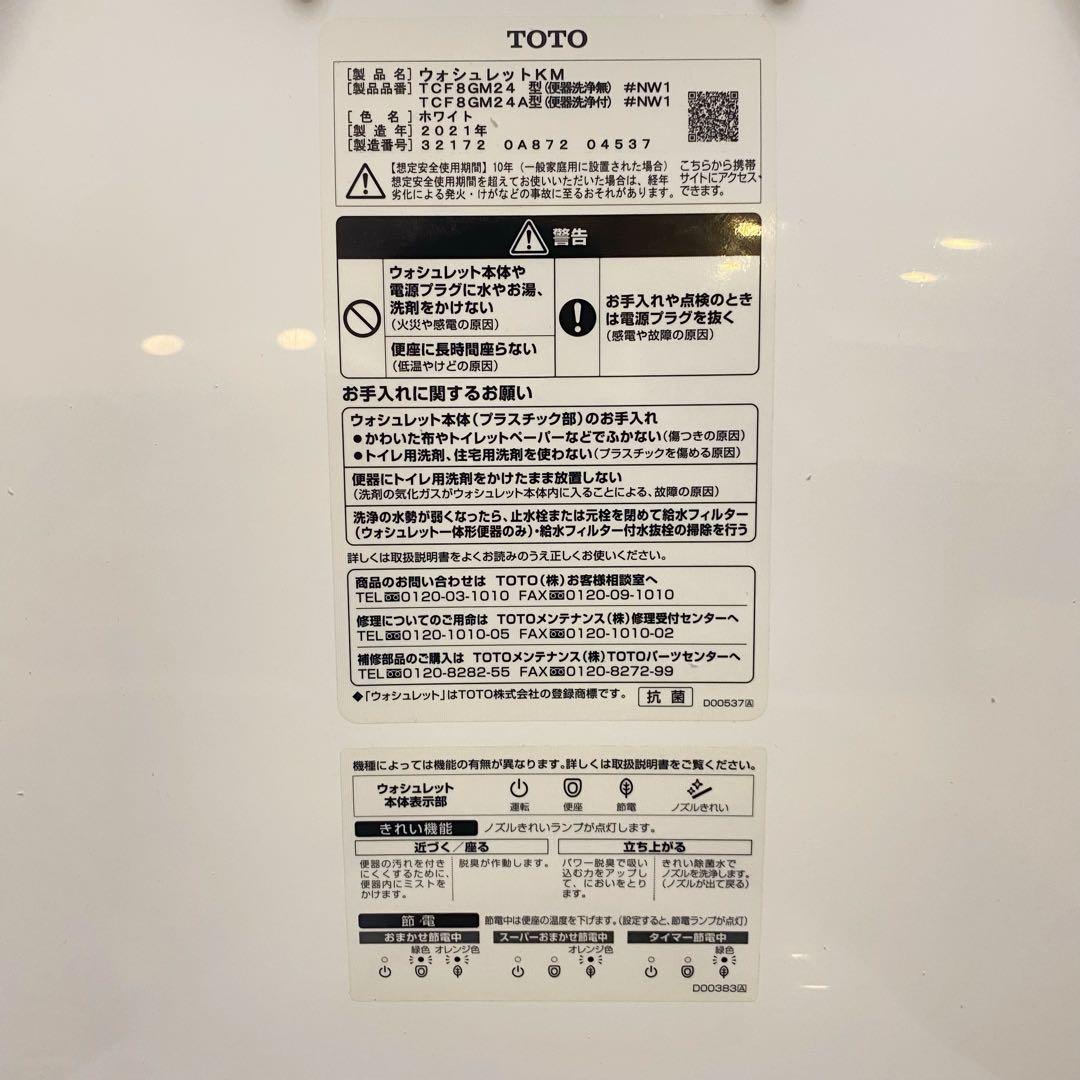 TOTO
[製品名] ウォシュレットKM
[製品品番] TCF8GM24 型(便器洗浄無) #NW1
TCF8GM24A型(便器洗浄付) #NW1
[色名] ホワイト
[製造年] 2021年
[製造番号] 32172 0A872 04537
【想定安全使用期間】10年（一般家庭用に設置された場合）
想定安全使用期間を超えてお使いいただいた場合は、経年
劣化による発火・けがなどの事故に至るおそれがあります。
こちらから携帯
サイトにアクセス
できます。
警告
ウォシュレット本体や
電源プラグに水やお湯、
洗剤をかけない
(火災や感電の原因)
便座に長時間座らない
(低温やけどの原因)
お手入れや点検のとき
は電源プラグを抜く
(感電や故障の原因)
お手入れに関するお願い
ウォシュレット本体(プラスチック部)のお手入れ
●かわいた布やトイレットペーパーなどでふかない(傷つきの原因)
●トイレ用洗剤、住宅用洗剤を使わない(プラスチックを傷める原因)
便器にトイレ用洗剤をかけたまま放置しない
(洗剤の気化ガスがウォシュレット本体内に入ることによる、故障の原因)
洗浄の水勢が弱くなったら、止水栓または元栓を閉めて給水フィルター
(ウォシュレット一体形便器のみ)・給水フィルター付水抜栓の掃除を行う
詳しくは取扱説明書をよくお読みのうえ正しくお使いください。
商品のお問い合わせは TOTO(株)お客様相談室へ
TEL 0120-03-1010 FAX 0120-09-1010
修理についてのご用命は TOTOメンテナンス(株)修理受付センターへ
TEL 0120-1010-05 FAX 0120-1010-02
補修部品のご購入は TOTOメンテナンス(株)TOTOパーツセンターへ
TEL 0120-8282-55 FAX 0120-8272-99
◆「ウォシュレット」はTOTO株式会社の登録商標です。 抗菌 D00537A
機種によっては機能の有無が異なります。詳しくは取扱説明書をご覧ください。
ウォシュレット
本体表示部
運転 便座 節電 ノズルきれい
きれい機能 ノズルきれいランプが点灯します。
近づく／座る
便器の汚れを付き
にくくするために、
便器内にミストを
かけます。
脱臭が作動します。
立ち上がる
パワー脱臭で吸い
込む力をアップし
て、においをとり
ます。
きれい除菌水で
ノズルを洗浄します。
(ノズルが出て戻る)
節電 節電中は便座の温度を下げます。(設定すると、節電ランプが点灯)
おまかせ節電中 スーパーおまかせ節電中 タイマー節電中
緑色 オレンジ色 オレンジ色 緑色
D00383A